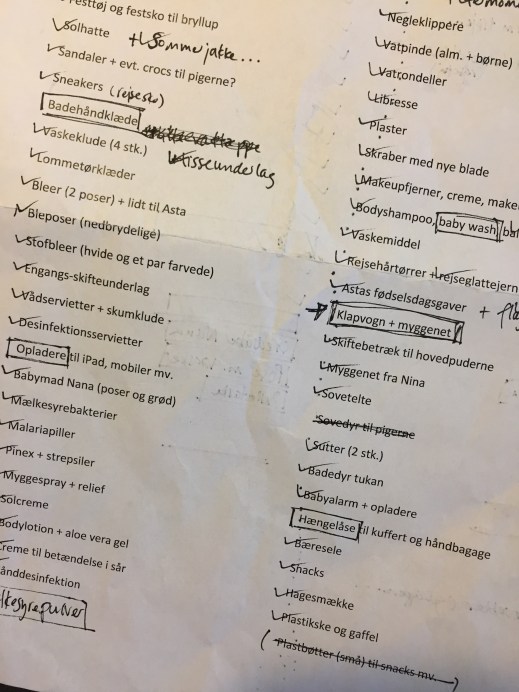 Festtøj og festsko til bryllup
Solhatte + Sommerjakke...
Sandaler + evt. crocs til pigerne?
Sneakers (rejsesko)
Badehåndklæde
Vaskeklude (4 stk.) Tisseunderlag
Lommetørklæder
Bleer (2 poser) + lidt til Asta
Bleposer (nedbrydelige)
Stofbleer (hvide og et par farvede)
Engangs-skifteunderlag
Vådservietter + skumklude
Desinfektionsservietter
Opladere til iPad, mobiler mv.
Babymad Nana (poser og grød)
Mælkesyrebakterier
Malariapiller
Pinex + strepsiler
Myggespray + relief
Solcreme
Bodylotion + aloe vera gel
Creme til betændelse i sår
Hånddesinfektion
Negleklippere
Vatpinde (alm. + børne)
Vatrondeller
Libresse
Plaster
Skraber med nye blade
Makeupfjerner, creme,
Bodyshampoo, baby wash
Vaskemiddel
Rejsehårtørrer + rejseglattejern
Astas fødselsdagsgaver +
Klapvogn + myggenet
Skiftebetræk til hovedpuderne
Myggenet fra Nina
Sovetelte
Sovedyr til pigerne
Sutter (2 stk.)
Badedyr tukan
Babyalarm + opladere
Hængelåse til kuffert og håndbagage
Bæresele
Snacks
Hagesmække
Plastikske og gaffel
(Plastbøtter (små) til snacks mv.)